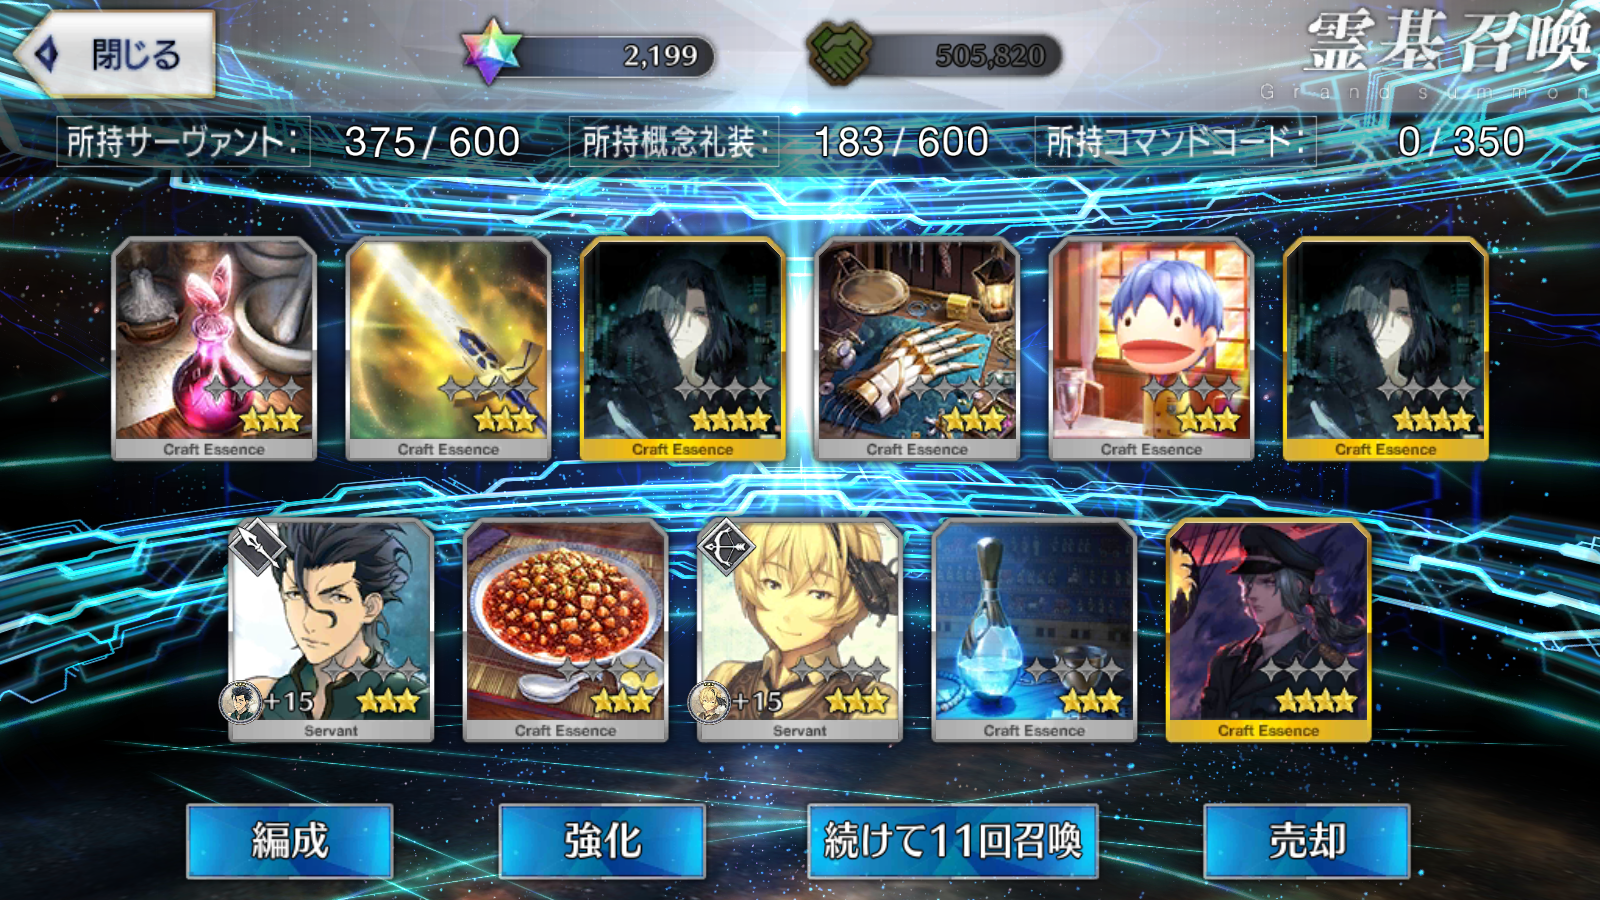 閉じる
2,199
505,820
霊基召喚
Grand summon
所持サーヴァント:
375 / 600
所持概念礼装:
183 / 600
所持コマンドコード:
0 / 350
Craft Essence
Craft Essence
Craft Essence
Craft Essence
Craft Essence
Craft Essence
+15
Servant
Craft Essence
+15
Servant
Craft Essence
Craft Essence
編成
強化
続けて11回召喚
売却